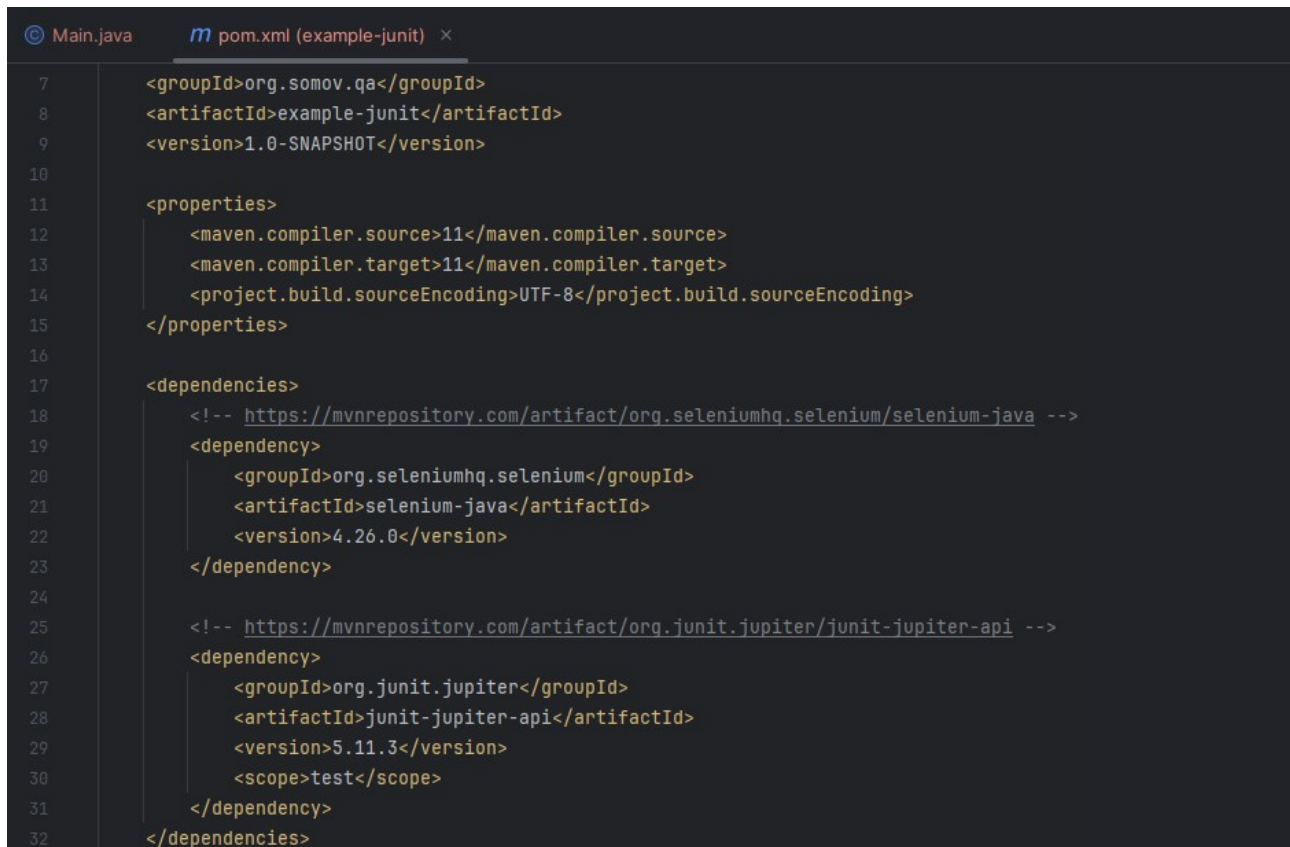 Main.java pom.xml (example-junit)
7 <groupId>org.somov.qa</groupId>
8 <artifactId>example-junit</artifactId>
9 <version>1.0-SNAPSHOT</version>
10
11 <properties>
12 <maven.compiler.source>11</maven.compiler.source>
13 <maven.compiler.target>11</maven.compiler.target>
14 <project.build.sourceEncoding>UTF-8</project.build.sourceEncoding>
15 </properties>
16
17 <dependencies>
18 <!-- https://mvnrepository.com/artifact/org.seleniumhq.selenium/selenium-java -->
19 <dependency>
20 <groupId>org.seleniumhq.selenium</groupId>
21 <artifactId>selenium-java</artifactId>
22 <version>4.26.0</version>
23 </dependency>
24
25 <!-- https://mvnrepository.com/artifact/org.junit.jupiter/junit-jupiter-api -->
26 <dependency>
27 <groupId>org.junit.jupiter</groupId>
28 <artifactId>junit-jupiter-api</artifactId>
29 <version>5.11.3</version>
30 <scope>test</scope>
31 </dependency>
32 </dependencies>